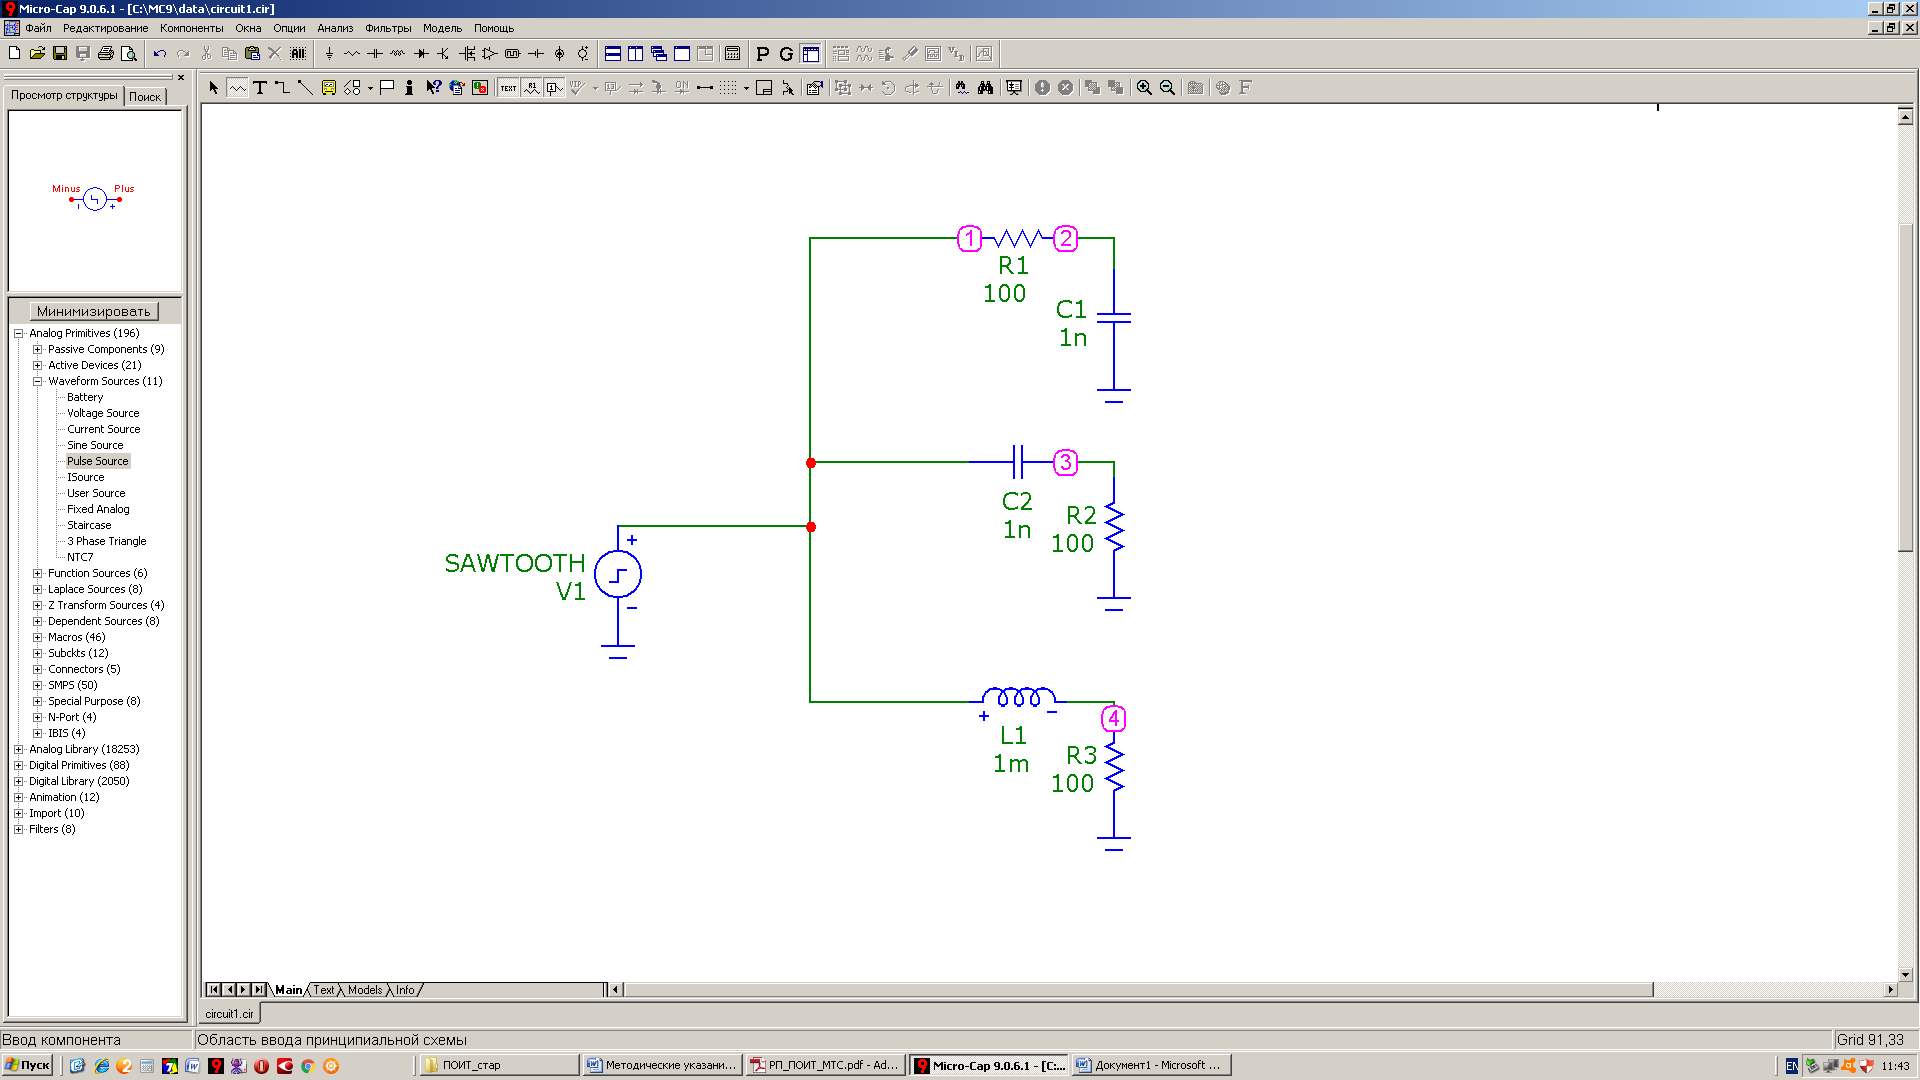 Micro-Cap 9.0.6.1 - [C:\MC9\data\circuit1.cir]
Файл Редактирование Компоненты Окна Опции Анализ Фильтры Модель Помощь
P G
T TEXT R1 1 ON F
Просмотр структуры Поиск
Minus Plus
Минимизировать
Analog Primitives (196)
Passive Components (9)
Active Devices (21)
Waveform Sources (11)
Battery
Voltage Source
Current Source
Sine Source
Pulse Source
ISource
User Source
Fixed Analog
Staircase
3 Phase Triangle
NTC7
Function Sources (6)
Laplace Sources (8)
Z Transform Sources (4)
Dependent Sources (8)
Macros (46)
Subckts (12)
Connectors (5)
SMPS (50)
Special Purpose (8)
N-Port (4)
IBIS (4)
Analog Library (18253)
Digital Primitives (88)
Digital Library (2050)
Animation (12)
Import (10)
Filters (8)
1 2
R1
100
C1
1n
3
C2
1n
R2
100
SAWTOOTH
V1
+
−
+ −
4
L1
1m
R3
100
Main Text Models Info
circuit1.cir
Ввод компонента Область ввода принципиальной схемы Grid 91,33
Пуск ПОИТ_стар Методические указани... РП_ПОИТ_МТС.pdf - Ad... Micro-Cap 9.0.6.1 - [C:... Документ1 - Microsoft ... EN 11:43